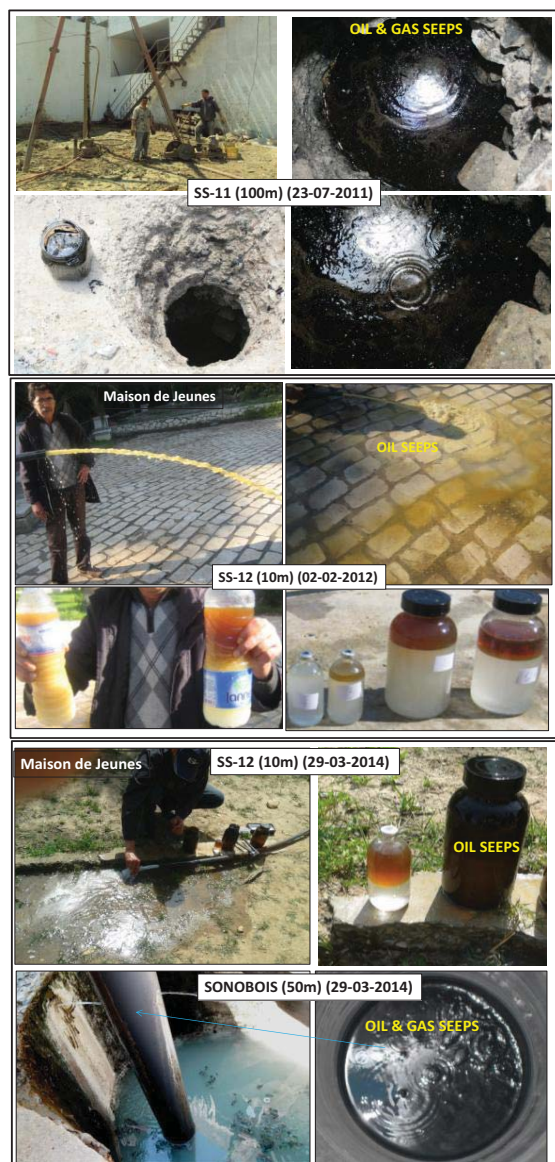 OIL & GAS SEEPS
SS-11 (100m) (23-07-2011)
Maison de Jeunes
OIL SEEPS
SS-12 (10m) (02-02-2012)
Maison de Jeunes
SS-12 (10m) (29-03-2014)
OIL SEEPS
SONOBOIS (50m) (29-03-2014)
OIL & GAS SEEPS